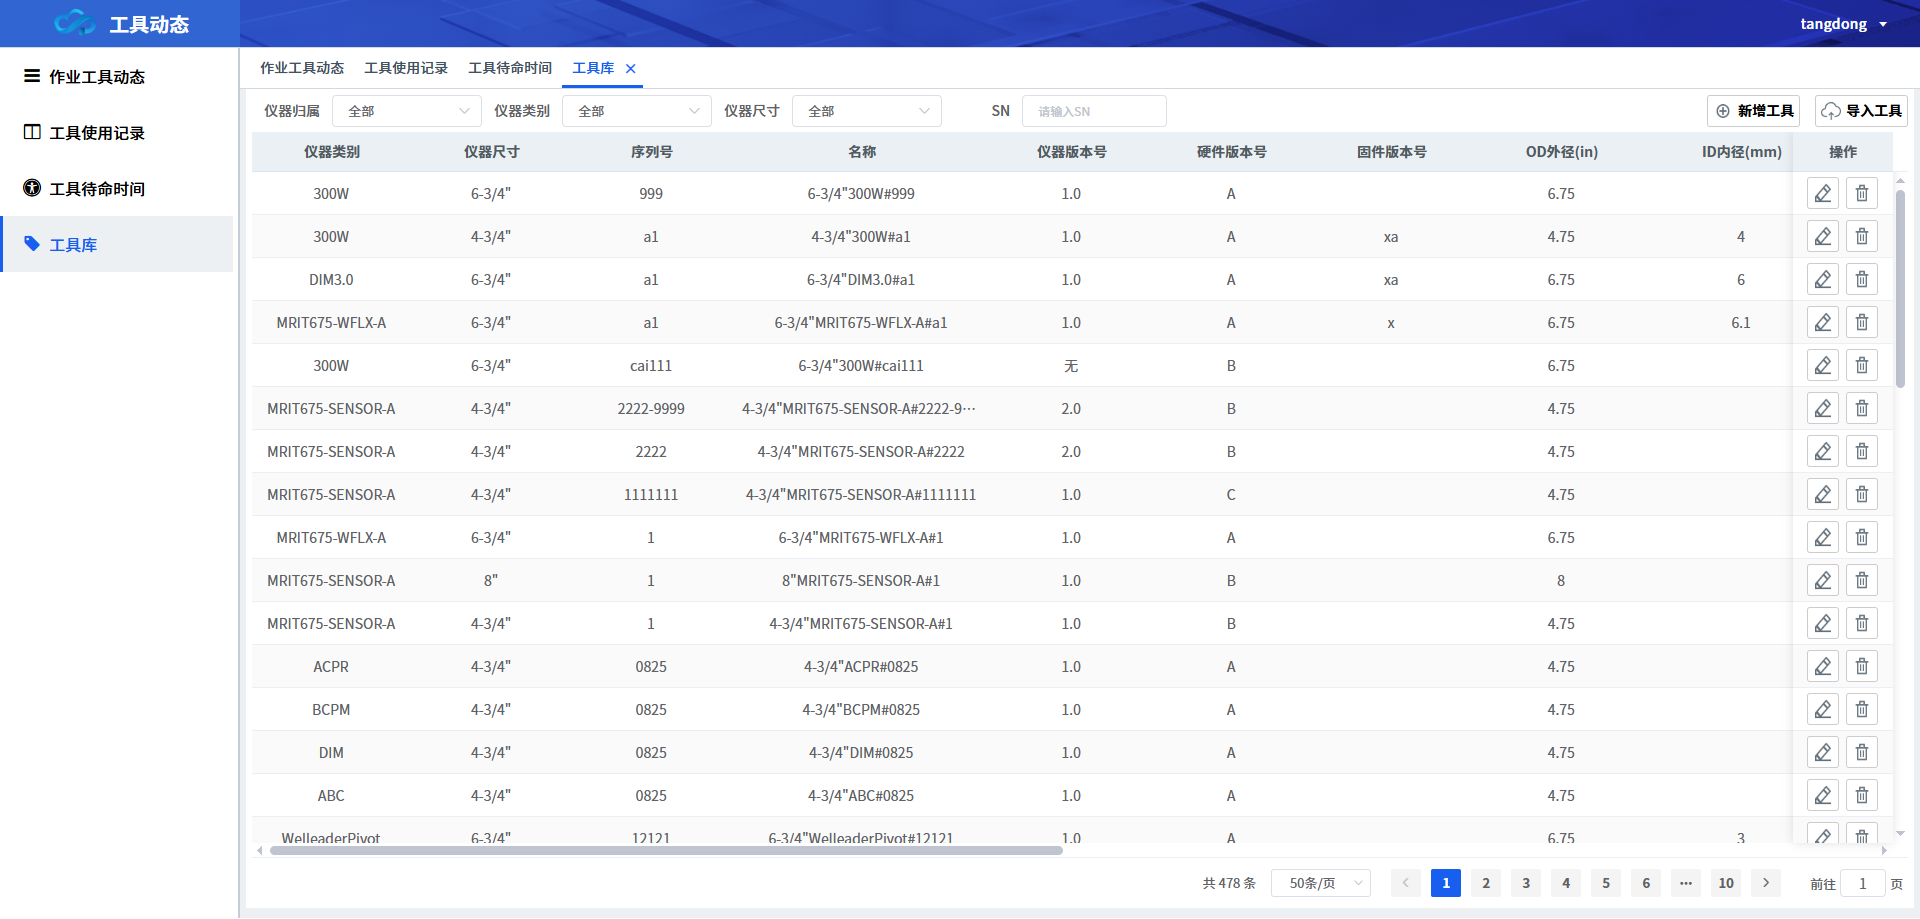 工具动态
tangdong
作业工具动态
工具使用记录
工具待命时间
工具库
作业工具动态 工具使用记录 工具待命时间 工具库
仪器归属 全部 仪器类别 全部 仪器尺寸 全部 SN 请输入SN 新增工具 导入工具
仪器类别 仪器尺寸 序列号 名称 仪器版本号 硬件版本号 固件版本号 OD外径(in) ID内径(mm) 操作
300W 6-3/4" 999 6-3/4"300W#999 1.0 A 6.75
300W 4-3/4" a1 4-3/4"300W#a1 1.0 A xa 4.75 4
DIM3.0 6-3/4" a1 6-3/4"DIM3.0#a1 1.0 A xa 6.75 6
MRIT675-WFLX-A 6-3/4" a1 6-3/4"MRIT675-WFLX-A#a1 1.0 A x 6.75 6.1
300W 6-3/4" cai111 6-3/4"300W#cai111 无 B 6.75
MRIT675-SENSOR-A 4-3/4" 2222-9999 4-3/4"MRIT675-SENSOR-A#2222-9··· 2.0 B 4.75
MRIT675-SENSOR-A 4-3/4" 2222 4-3/4"MRIT675-SENSOR-A#2222 2.0 B 4.75
MRIT675-SENSOR-A 4-3/4" 1111111 4-3/4"MRIT675-SENSOR-A#1111111 1.0 C 4.75
MRIT675-WFLX-A 6-3/4" 1 6-3/4"MRIT675-WFLX-A#1 1.0 A 6.75
MRIT675-SENSOR-A 8" 1 8"MRIT675-SENSOR-A#1 1.0 B 8
MRIT675-SENSOR-A 4-3/4" 1 4-3/4"MRIT675-SENSOR-A#1 1.0 B 4.75
ACPR 4-3/4" 0825 4-3/4"ACPR#0825 1.0 A 4.75
BCPM 4-3/4" 0825 4-3/4"BCPM#0825 1.0 A 4.75
DIM 4-3/4" 0825 4-3/4"DIM#0825 1.0 A 4.75
ABC 4-3/4" 0825 4-3/4"ABC#0825 1.0 A 4.75
WelleaderPivot 6-3/4" 12121 6-3/4"WelleaderPivot#12121 1.0 A 6.75 3
共 478 条 50条/页 1 2 3 4 5 6 ··· 10 前往 1 页